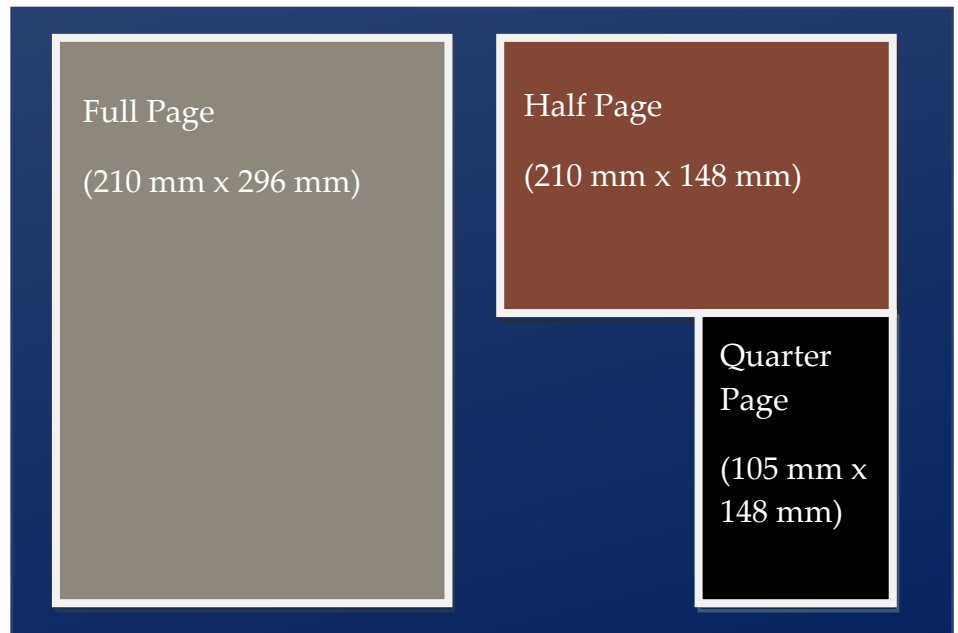 Full Page
(210 mm x 296 mm)
Half Page
(210 mm x 148 mm)
Quarter
Page
(105 mm x
148 mm)